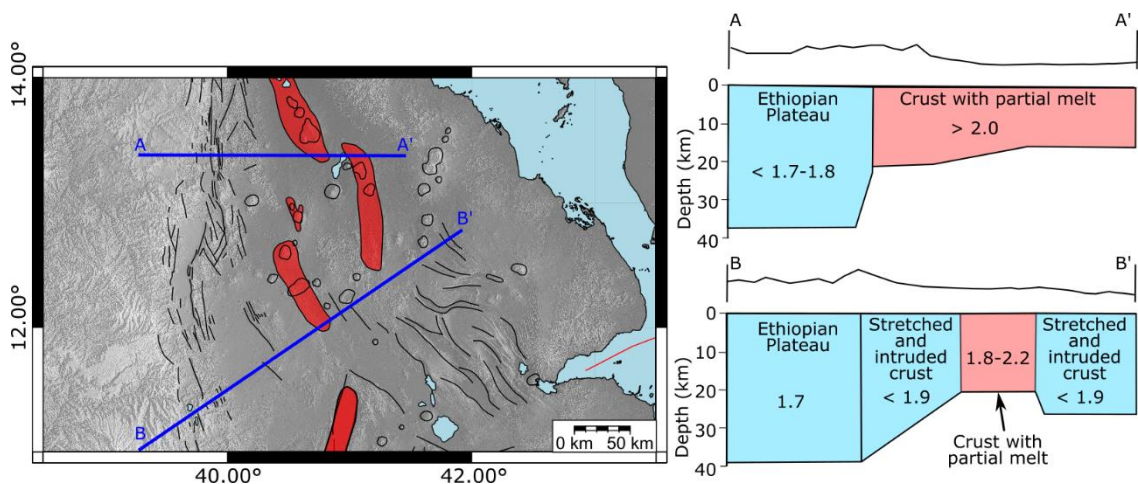 14.00°
12.00°
40.00°
42.00°
A
A'
B
B'
0 km
50 km
A
A'
Depth (km)
0
10
20
30
40
Ethiopian
Plateau
< 1.7-1.8
Crust with partial melt
> 2.0
B
B'
Depth (km)
0
10
20
30
40
Ethiopian
Plateau
1.7
Stretched
and
intruded
crust
< 1.9
1.8-2.2
Stretched
and
intruded
crust
< 1.9
Crust with
partial melt